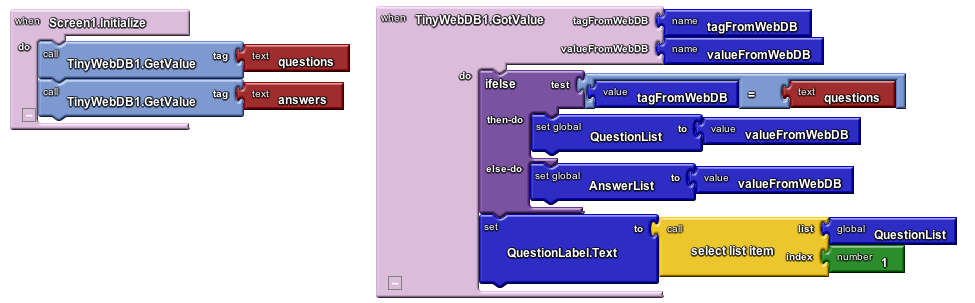 when Screen1.Initialize
do
call TinyWebDB1.GetValue tag text questions
call TinyWebDB1.GetValue tag text answers
when TinyWebDB1.GotValue tagFromWebDB name tagFromWebDB
valueFromWebDB name valueFromWebDB
do ifelse test value tagFromWebDB = text questions
then-do set global QuestionList to value valueFromWebDB
else-do set global AnswerList to value valueFromWebDB
set QuestionLabel.Text to call select list item list global QuestionList
index number 1